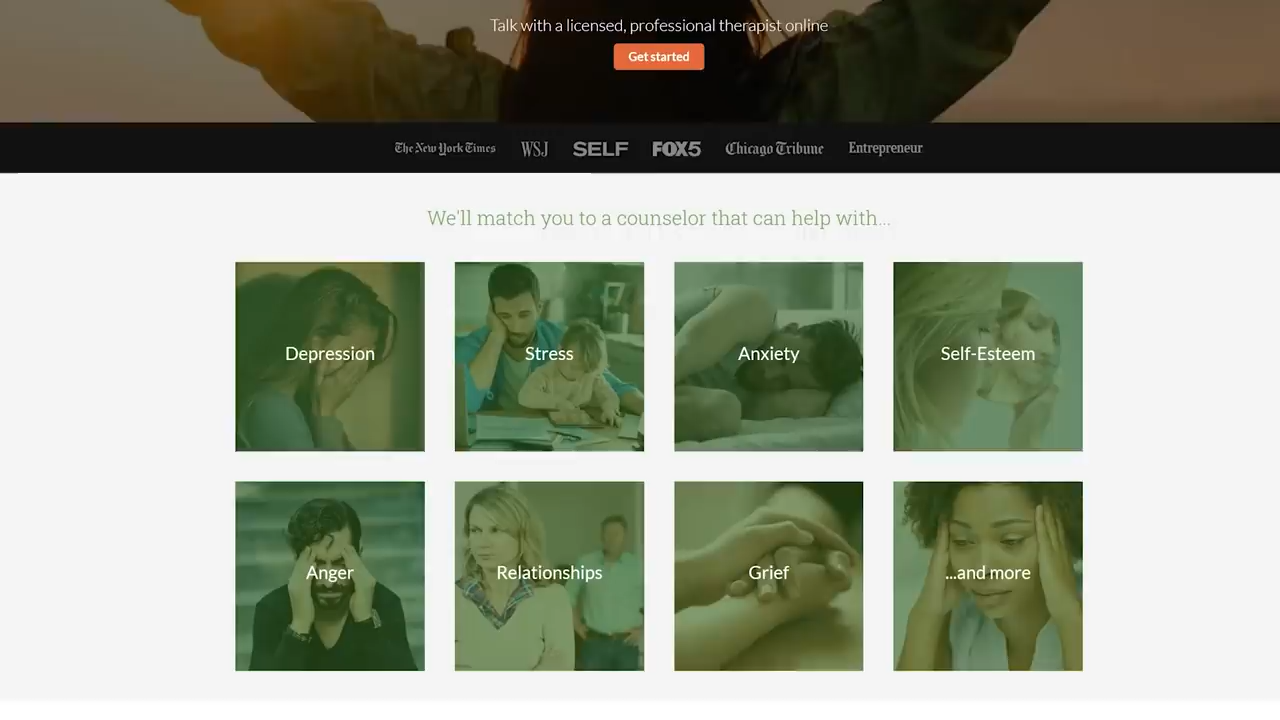 Talk with a licensed, professional therapist online
Get started
The New York Times WSJ SELF FOX5 Chicago Tribune Entrepreneur
We'll match you to a counselor that can help with...
Depression Stress Anxiety Self-Esteem
Anger Relationships Grief ...and more